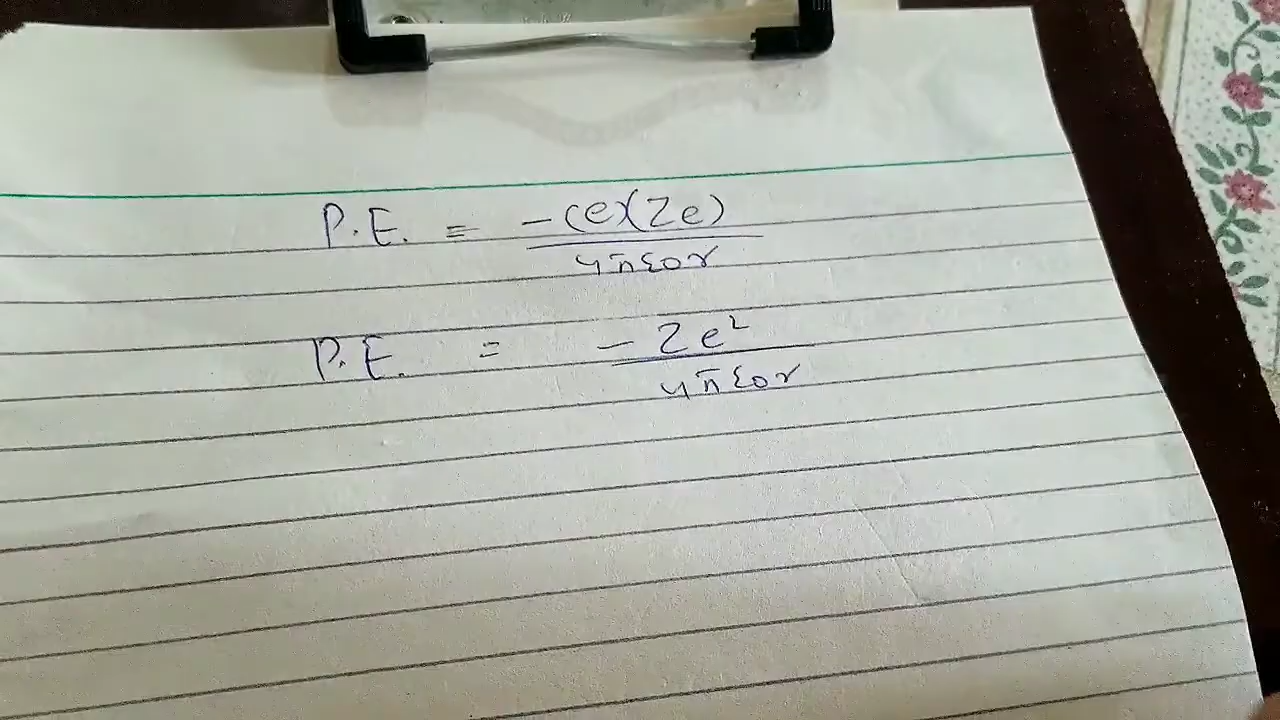 P.E. = -(e)(Ze) / 4πε0r
P.E. = -Ze² / 4πε0r